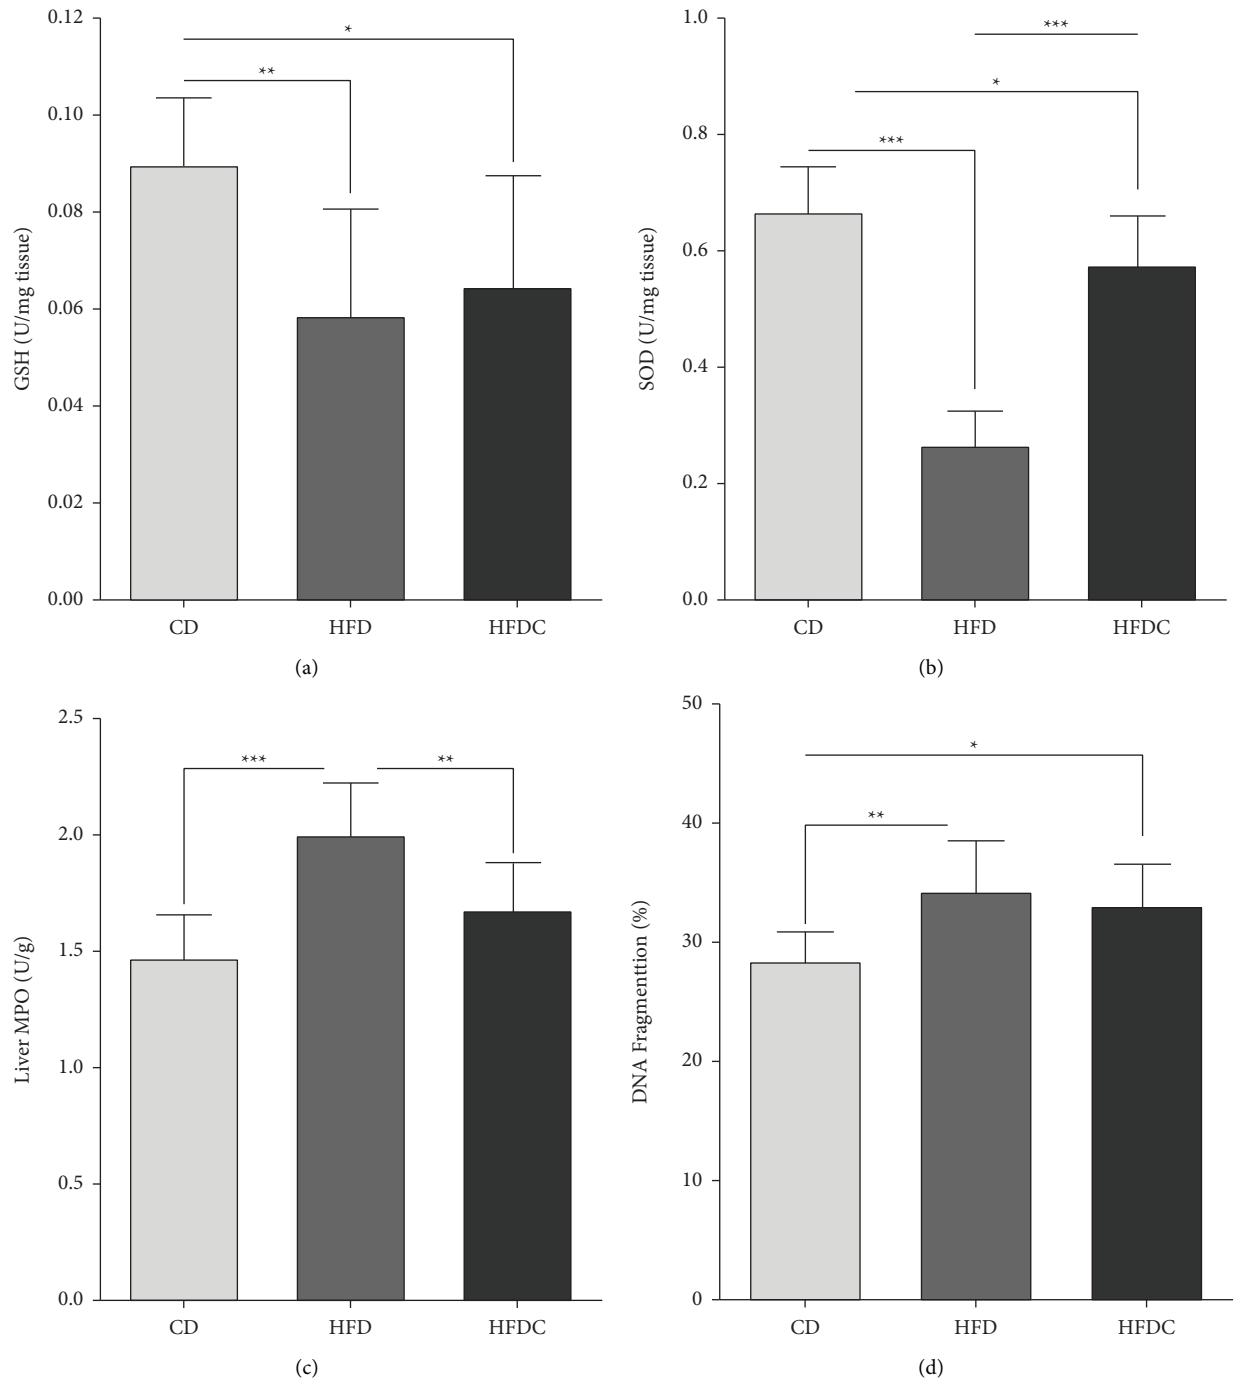 0.12
0.10
0.08
0.06
0.04
0.02
0.00
GSH (U/mg tissue)
*
**
CD HFD HFDC
(a)
1.0
0.8
0.6
0.4
0.2
0.0
SOD (U/mg tissue)
***
*
***
CD HFD HFDC
(b)
2.5
2.0
1.5
1.0
0.5
0.0
Liver MPO (U/g)
*** **
CD HFD HFDC
(c)
50
40
30
20
10
0
DNA Fragmenttion (%)
*
**
CD HFD HFDC
(d)